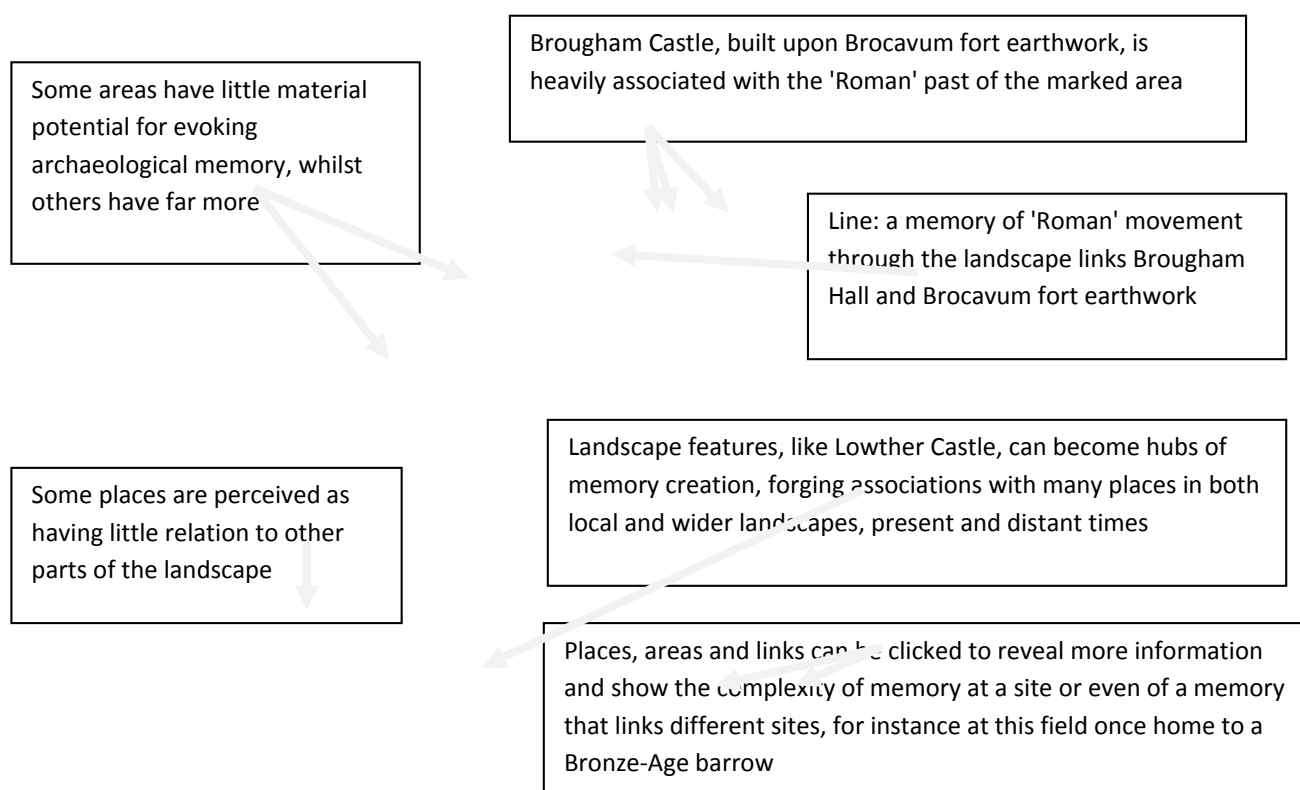 Brougham Castle, built upon Brocavum fort earthwork, is
heavily associated with the 'Roman' past of the marked area
Some areas have little material
potential for evoking
archaeological memory, whilst
others have far more
Line: a memory of 'Roman' movement
through the landscape links Brougham
Hall and Brocavum fort earthwork
Landscape features, like Lowther Castle, can become hubs of
memory creation, forging associations with many places in both
local and wider landscapes, present and distant times
Some places are perceived as
having little relation to other
parts of the landscape
Places, areas and links can be clicked to reveal more information
and show the complexity of memory at a site or even of a memory
that links different sites, for instance at this field once home to a
Bronze-Age barrow